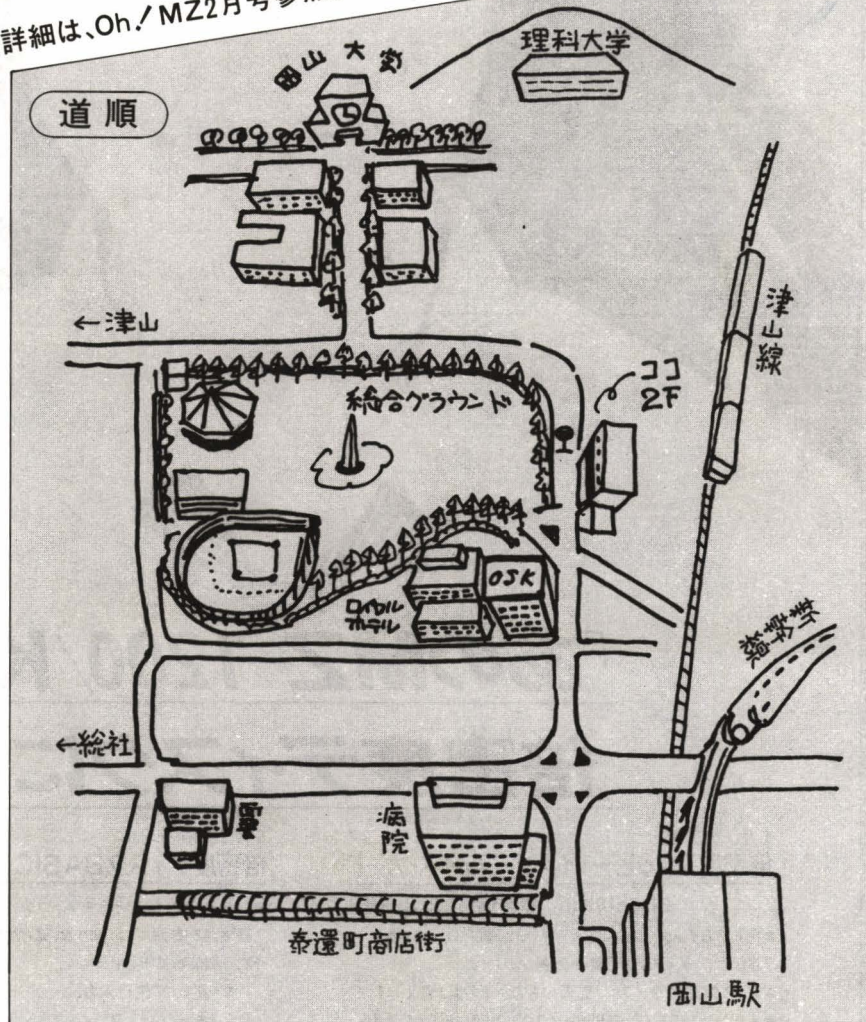 詳細は、Oh!MZ2月号参
道順
岡山大
理科大学
←津山
津山線
総合グラウンド
ココ
2F
OSK
ロイヤル
ホテル
新幹線
←総社
病院
奉還町商店街
岡山駅